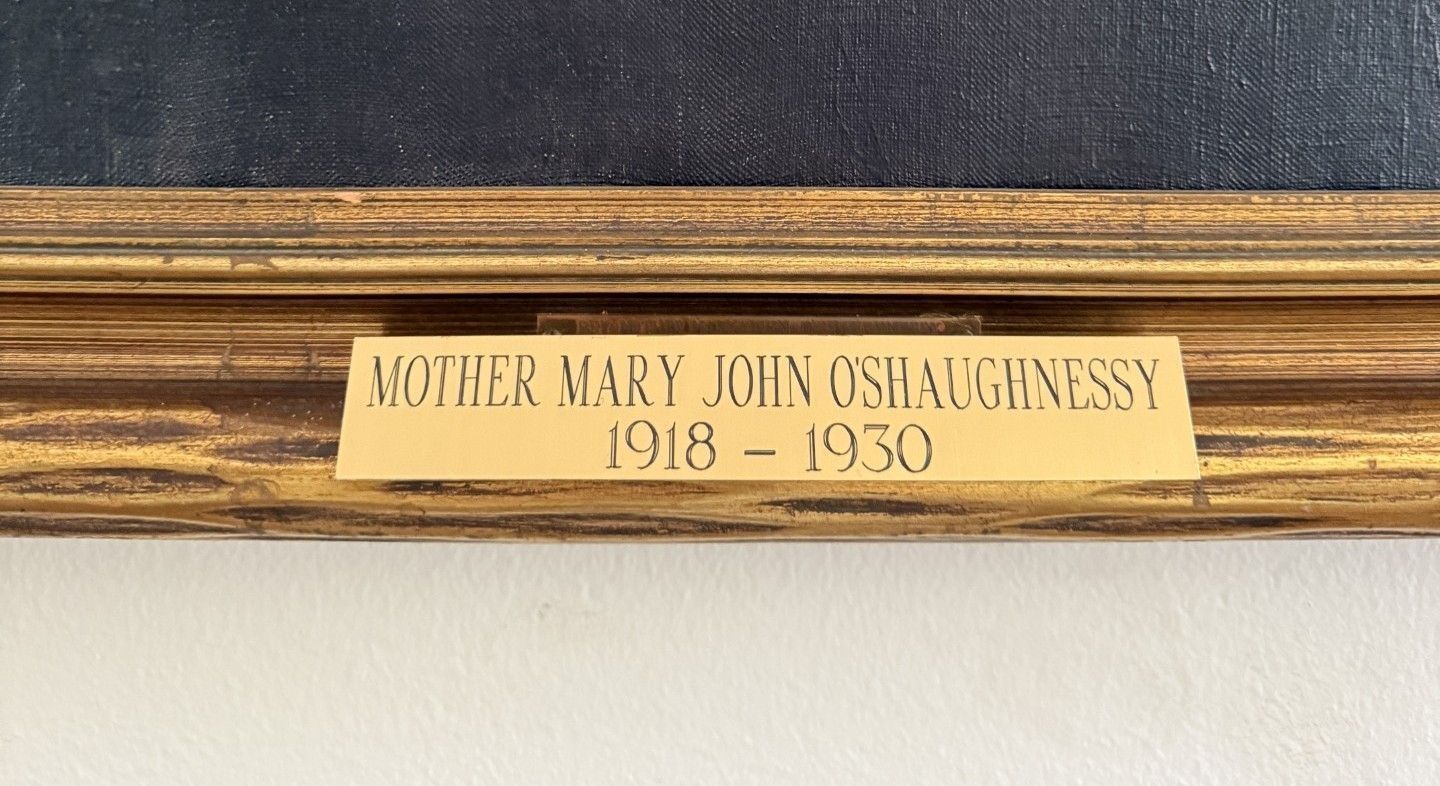 MOTHER MARY JOHN O'SHAUGHNESSY
1918 – 1930